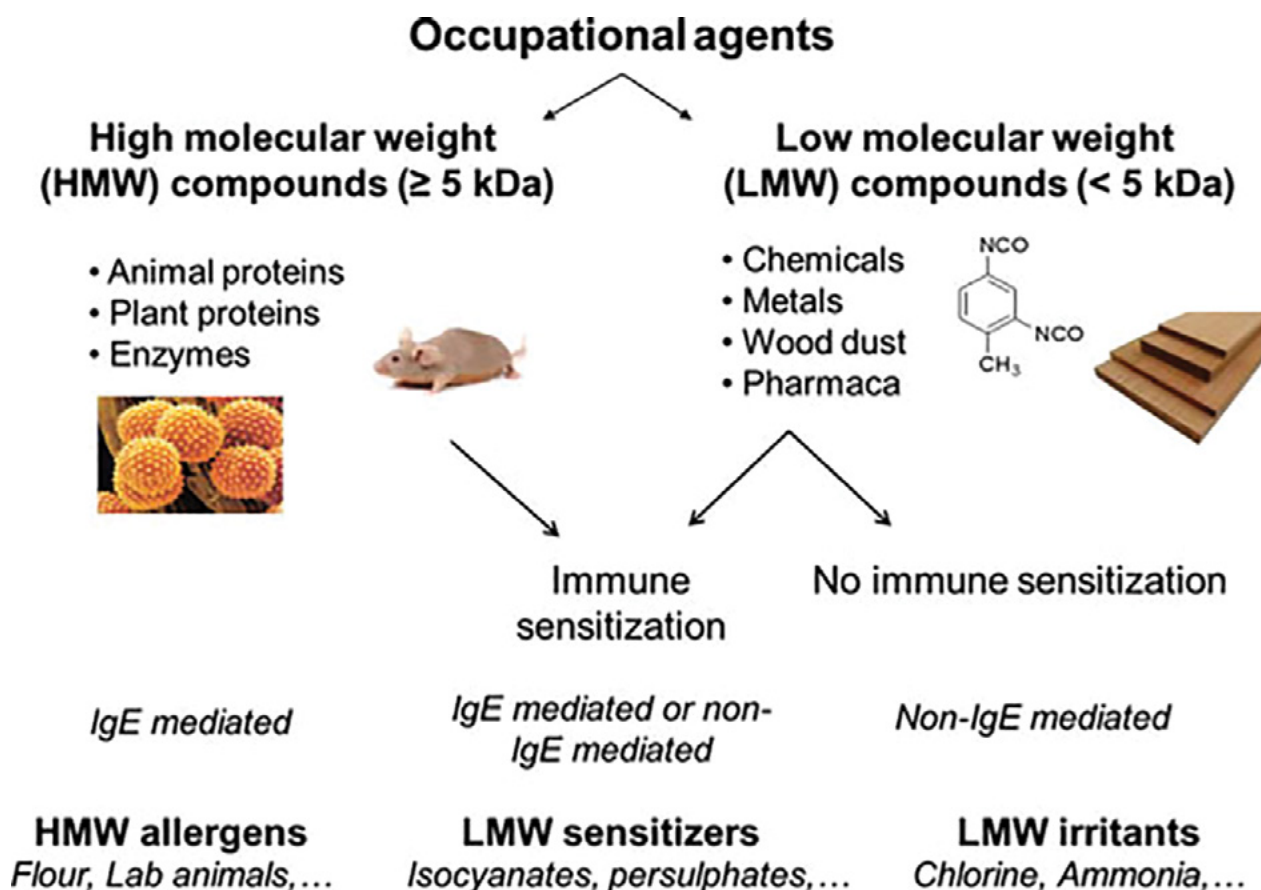 Occupational agents
High molecular weight
(HMW) compounds (≥ 5 kDa)
Low molecular weight
(LMW) compounds (< 5 kDa)
• Animal proteins
• Plant proteins
• Enzymes
• Chemicals
• Metals
• Wood dust
• Pharmaca
NCO
NCO
CH₃
Immune
sensitization
No immune sensitization
IgE mediated
IgE mediated or non-
IgE mediated
Non-IgE mediated
HMW allergens
Flour, Lab animals,…
LMW sensitizers
Isocyanates, persulphates,…
LMW irritants
Chlorine, Ammonia,…